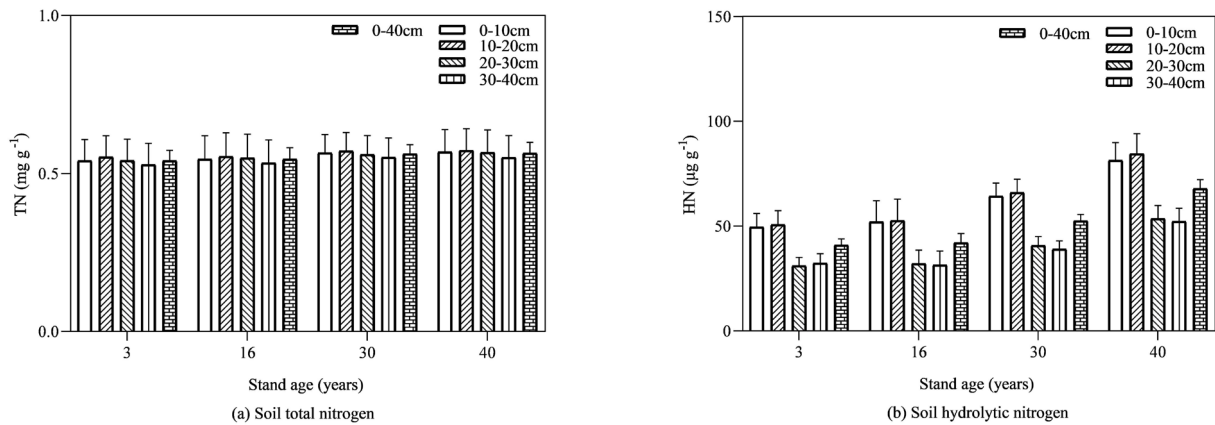 1.0
0.5
0.0
TN (mg g⁻¹)
0-40cm
0-10cm
10-20cm
20-30cm
30-40cm
3
16
30
40
Stand age (years)
(a) Soil total nitrogen
150
100
50
0
HN (µg g⁻¹)
0-40cm
0-10cm
10-20cm
20-30cm
30-40cm
3
16
30
40
Stand age (years)
(b) Soil hydrolytic nitrogen